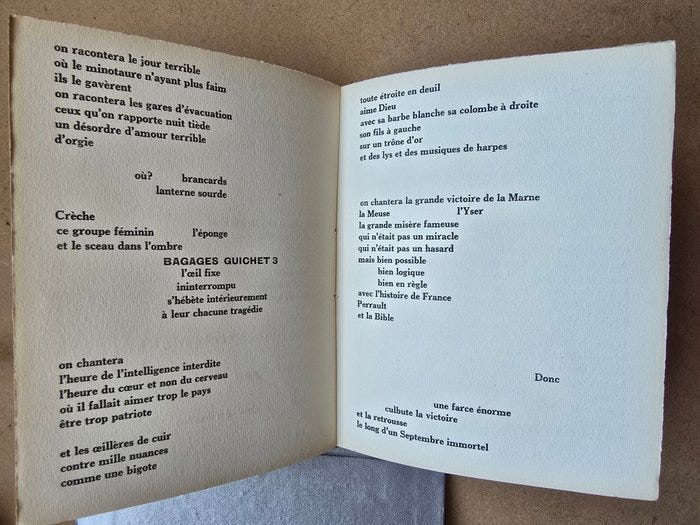 on racontera le jour terrible
où le minotaure n'ayant plus faim
ils le gavèrent
on racontera les gares d'évacuation
ceux qu'on rapporte nuit tiède
un désordre d'amour terrible
d'orgie
où? brancards
lanterne sourde
Crèche
ce groupe féminin l'éponge
et le sceau dans l'ombre
BAGAGES GUICHET 3
l'œil fixe
ininterrompu
s'hébète intérieurement
à leur chacune tragédie
on chantera
l'heure de l'intelligence interdite
l'heure du cœur et non du cerveau
où il fallait aimer trop le pays
être trop patriote
et les œillères de cuir
contre mille nuances
comme une bigote
toute étroite en deuil
aime Dieu
avec sa barbe blanche sa colombe à droite
son fils à gauche
sur un trône d'or
et des lys et des musiques de harpes
on chantera la grande victoire de la Marne
la Meuse l'Yser
la grande misère fameuse
qui n'était pas un miracle
qui n'était pas un hasard
mais bien possible
bien logique
bien en règle
avec l'histoire de France
Perrault
et la Bible
Donc
une farce énorme
culbute la victoire
et la retrousse
le long d'un Septembre immortel